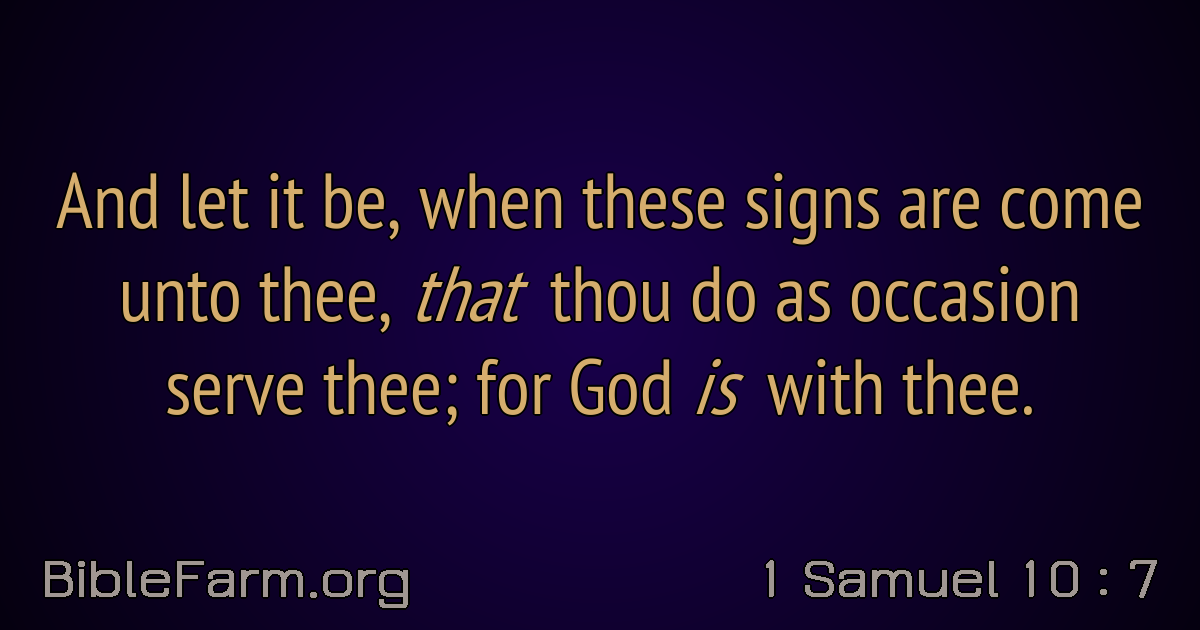 And let it be, when these signs are come
unto thee, that thou do as occasion
serve thee; for God is with thee.
BibleFarm.org
1 Samuel 10 : 7